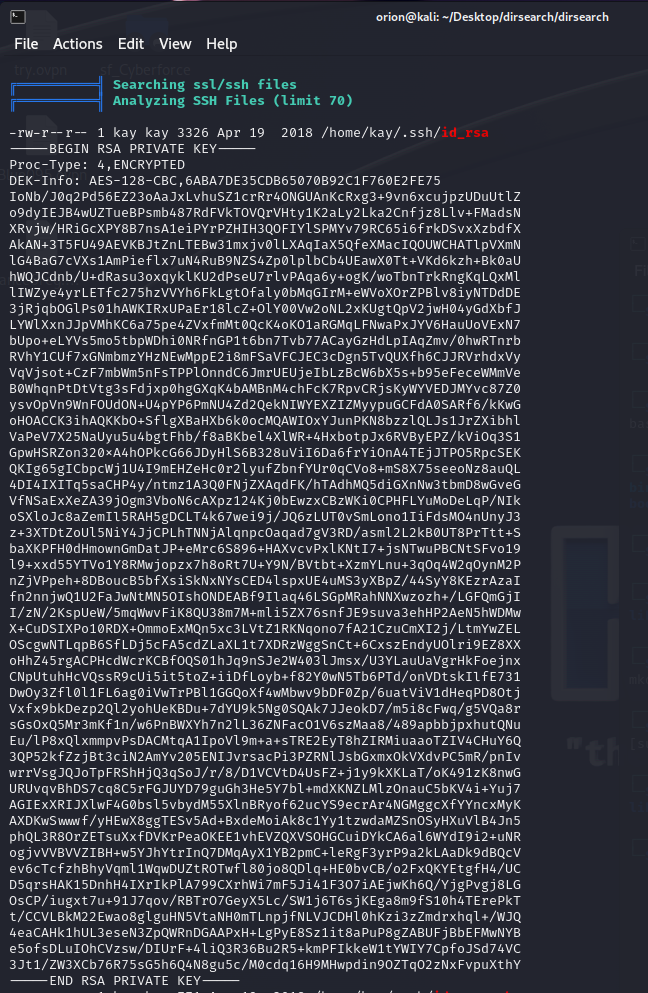 orion@kali: ~/Desktop/dirsearch/dirsearch
File Actions Edit View Help
Searching ssl/ssh files
Analyzing SSH Files (limit 70)
-rw-r--r-- 1 kay kay 3326 Apr 19 2018 /home/kay/.ssh/id_rsa
-----BEGIN RSA PRIVATE KEY-----
Proc-Type: 4,ENCRYPTED
DEK-Info: AES-128-CBC,6ABA7DE35CDB65070B92C1F760E2FE75
IoNb/J0q2Pd56EZ23oAaJxLvhuSZ1crRr4ONGUAnKcRxg3+9vn6xcujpzUDuUtlZ
o9dyIEJB4wUZTueBPsmb487RdFVkTOVQrVHty1K2aLy2Lka2Cnfjz8Llv+FMadsN
XRvjw/HRiGcXPY8B7nsA1eiPYrPZHIH3QOFIYlSPMYv79RC65i6frkDSvxXzbdfX
AkAN+3T5FU49AEVKBJtZnLTEBw31mxjv0lLXAqIaX5QfeXMacIQOUWCHATlpVXmN
lG4BaG7cVXs1AmPieflx7uN4RuB9NZS4Zp0lplbCb4UEawX0Tt+VKd6kzh+Bk0aU
hWQJCdnb/U+dRasu3oxqyklKU2dPseU7rlvPAqa6y+ogK/woTbnTrkRngKqLQxMl
lIWZye4yrLETfc275hzVVYh6FkLgtOfaly0bMqGIrM+eWVoXOrZPBlv8iyNTDdDE
3jRjqbOGlPs01hAWKIRxUPaEr18lcZ+OlY00Vw2oNL2xKUgtQpV2jwH04yGdXbfJ
LYWlXxnJJpVMhKC6a75pe4ZVxfmMt0QcK4oKO1aRGMqLFNwaPxJYV6HauUoVExN7
bUpo+eLYVs5mo5tbpWDhi0NRfnGP1t6bn7Tvb77ACayGzHdLpIAqZmv/0hwRTnrb
RVhY1CUf7xGNmbmzYHzNEwMppE2i8mFSaVFCJEC3cDgn5TvQUXfh6CJJRVrhdxVy
VqVjsot+CzF7mbWm5nFsTPPlOnndC6JmrUEUjeIbLzBcW6bX5s+b95eFeceWMmVe
B0WhqnPtDtVtg3sFdjxp0hgGXqK4bAMBnM4chFcK7RpvCRjsKyWYVEDJMYvc87Z0
ysvOpVn9WnFOUdON+U4pYP6PmNU4Zd2QekNIWYEXZIZMyypuGCFdA0SARf6/kKwG
oHOACCK3ihAQKKbO+SflgXBaHXb6k0ocMQAWIOxYJunPKN8bzzlQLJs1JrZXibhl
VaPeV7X25NaUyu5u4bgtFhb/f8aBKbel4XlWR+4HxbotpJx6RVByEPZ/kViOq3S1
GpwHSRZon320xA4hOPkcG66JDyHlS6B328uViI6Da6frYiOnA4TEjJTPO5RpcSEK
QKIg65gICbpcWj1U4I9mEHZeHc0r2lyufZbnfYUr0qCVo8+mS8X75seeoNz8auQL
4DI4IXITq5saCHP4y/ntmz1A3Q0FNjZXAqdFK/hTAdhMQ5diGXnNw3tbmD8wGveG
VfNSaExXeZA39jOgm3VboN6cAXpz124Kj0bEwzxCBzWKi0CPHFLYuMoDeLqP/NIk
oSXloJc8aZemIl5RAH5gDCLT4k67wei9j/JQ6zLUT0vSmLono1IiFdsMO4nUnyJ3
z+3XTDtZoUl5NiY4JjCPLhTNNjAlqnpcOaqad7gV3RD/asml2L2kB0UT8PrTtt+S
baXKPFH0dHmownGmDatJP+eMrc6S896+HAXvcvPxlKNtI7+jsNTwuPBCNtSFvo19
l9+xxd55YTVo1Y8RMwjopzx7h8oRt7U+Y9N/BVtbt+XzmYLnu+3qOq4W2qOynM2P
nZjVPpeh+8DBoucB5bfXsiSkNxNYsCED4lspxUE4uMS3yXBpZ/44SyY8KEzrAzaI
fn2nnjwQ1U2FaJwNtMN5OIshONDEABf9Ilaq46LSGpMRahNNXwzozh+/LGFQmGjI
I/zN/2KspUeW/5mqWwvFiK8QU38m7M+mli5ZX76snfJE9suva3ehHP2AeN5hWDMw
X+CuDSIXPo10RDX+OmmoExMQn5xc3LVtZ1RKNqono7fA21CzuCmXI2j/LtmYwZEL
OScgwNTLqpB6SfLDj5cFA5cdZLaXL1t7XDRzWggSnCt+6CxszEndyUOlri9EZ8XX
oHhZ45rgACPHcdWcrKCBfOQS01hJq9nSJe2W403lJmsx/U3YLauUaVgrHkFoejnx
CNpUtuhHcVQssR9cUi5it5toZ+iiDfLoyb+f82Y0wN5Tb6PTd/onVDtskIlfE731
DwOy3Zfl0l1FL6ag0iVwTrPBl1GGQoXf4wMbwv9bDF0Zp/6uatViV1dHeqPD8Otj
Vxfx9bkDezp2Ql2yohUeKBDu+7dYU9k5Ng0SQAk7JJeokD7/m5i8cFwq/g5VQa8r
sGsOxQ5Mr3mKf1n/w6PnBWXYh7n2lL36ZNFacO1V6szMaa8/489apbbjpxhutQNu
Eu/lP8xQlxmmpvPsDACMtqA1IpoVl9m+a+sTRE2EyT8hZIRMiuaaoTZIV4CHuY6Q
3QP52kfZzjBt3ciN2AmYv205ENIJvrsacPi3PZRNlJsbGxmxOkVXdvPC5mR/pnIv
wrrVsgJQJoTpFRShHjQ3qSoJ/r/8/D1VCVtD4UsFZ+j1y9kXKLaT/oK491zK8nwG
URUvqvBhDS7cq8C5rFGJUYD79guGh3He5Y7bl+mdXKNZLMlzOnauC5bKV4i+Yuj7
AGIExXRIJXlwF4G0bsl5vbydM55XlnBRyof62ucYS9ecrAr4NGMggcXfYYncxMyK
AXDKwSwwwf/yHEwX8ggTESv5Ad+BxdeMoiAk8c1Yy1tzwdaMZSnOSyHXuVlB4Jn5
phQL3R8OrZETsuXxfDVKrPeaOKEE1vhEVZQXVSOHGCuiDYkCA6al6WYdI9i2+uNR
ogjvVVBVVZIBH+w5YJhYtrInQ7DMqAyX1YB2pmC+leRgF3yrP9a2kLAaDk9dBQcV
ev6cTcfzhBhyVqml1WqwDUZtROTwfl80jo8QDlq+HE0bvCB/o2FxQKYEtgfH4/UC
D5qrsHAK15DnhH4IXrIkPlA799CXrhWi7mF5Ji41F3O7iAEjwKh6Q/YjgPvgj8LG
OsCP/iugxt7u+91J7qov/RBTrO7GeyX5Lc/SW1j6T6sjKEga8m9fS10h4TErePkT
t/CCVLBkM22Ewao8glguHN5VtaNH0mTLnpjfNLVJCDHl0hKzi3zZmdrxhql+/WJQ
4eaCAHk1hUL3eseN3ZpQWRnDGAAPxH+LgPyE8Sz1it8aPuP8gZABUFjBbEFMwNYB
e5ofsDLuIOhCVzsw/DIUrF+4liQ3R36Bu2R5+kmPFIkkeW1tYWIY7CpfoJSd74VC
3Jt1/ZW3XCb76R75sG5h6Q4N8gu5c/M0cdq16H9MHwpdin9OZTqO2zNxFvpuXthY
-----END RSA PRIVATE KEY-----